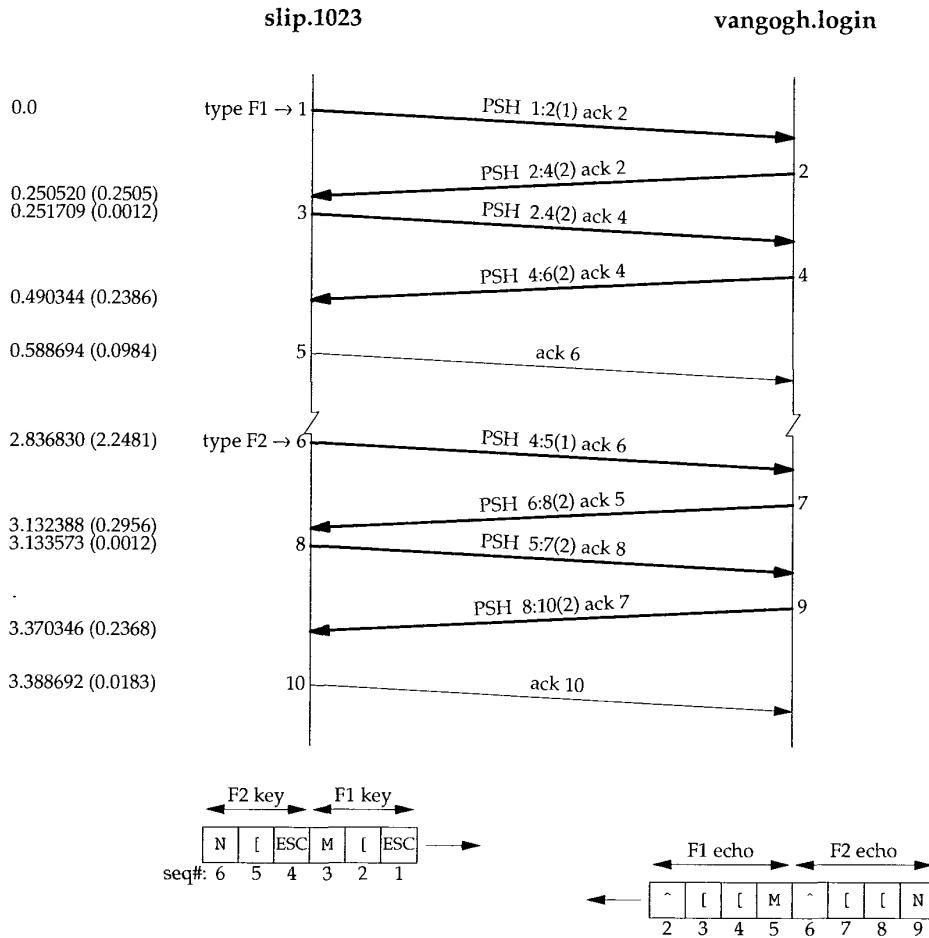 slip.1023 vangogh.login
0.0 type F1 → 1 PSH 1:2(1) ack 2
PSH 2:4(2) ack 2 2
0.250520 (0.2505)
0.251709 (0.0012) 3 PSH 2.4(2) ack 4
PSH 4:6(2) ack 4 4
0.490344 (0.2386)
0.588694 (0.0984) 5 ack 6
2.836830 (2.2481) type F2 → 6 PSH 4:5(1) ack 6
PSH 6:8(2) ack 5 7
3.132388 (0.2956)
3.133573 (0.0012) 8 PSH 5:7(2) ack 8
.
PSH 8:10(2) ack 7 9
3.370346 (0.2368)
3.388692 (0.0183) 10 ack 10
F2 key F1 key
N [ ESC M [ ESC
seq#: 6 5 4 3 2 1
F1 echo F2 echo
^ [ [ M ^ [ [ N
2 3 4 5 6 7 8 9